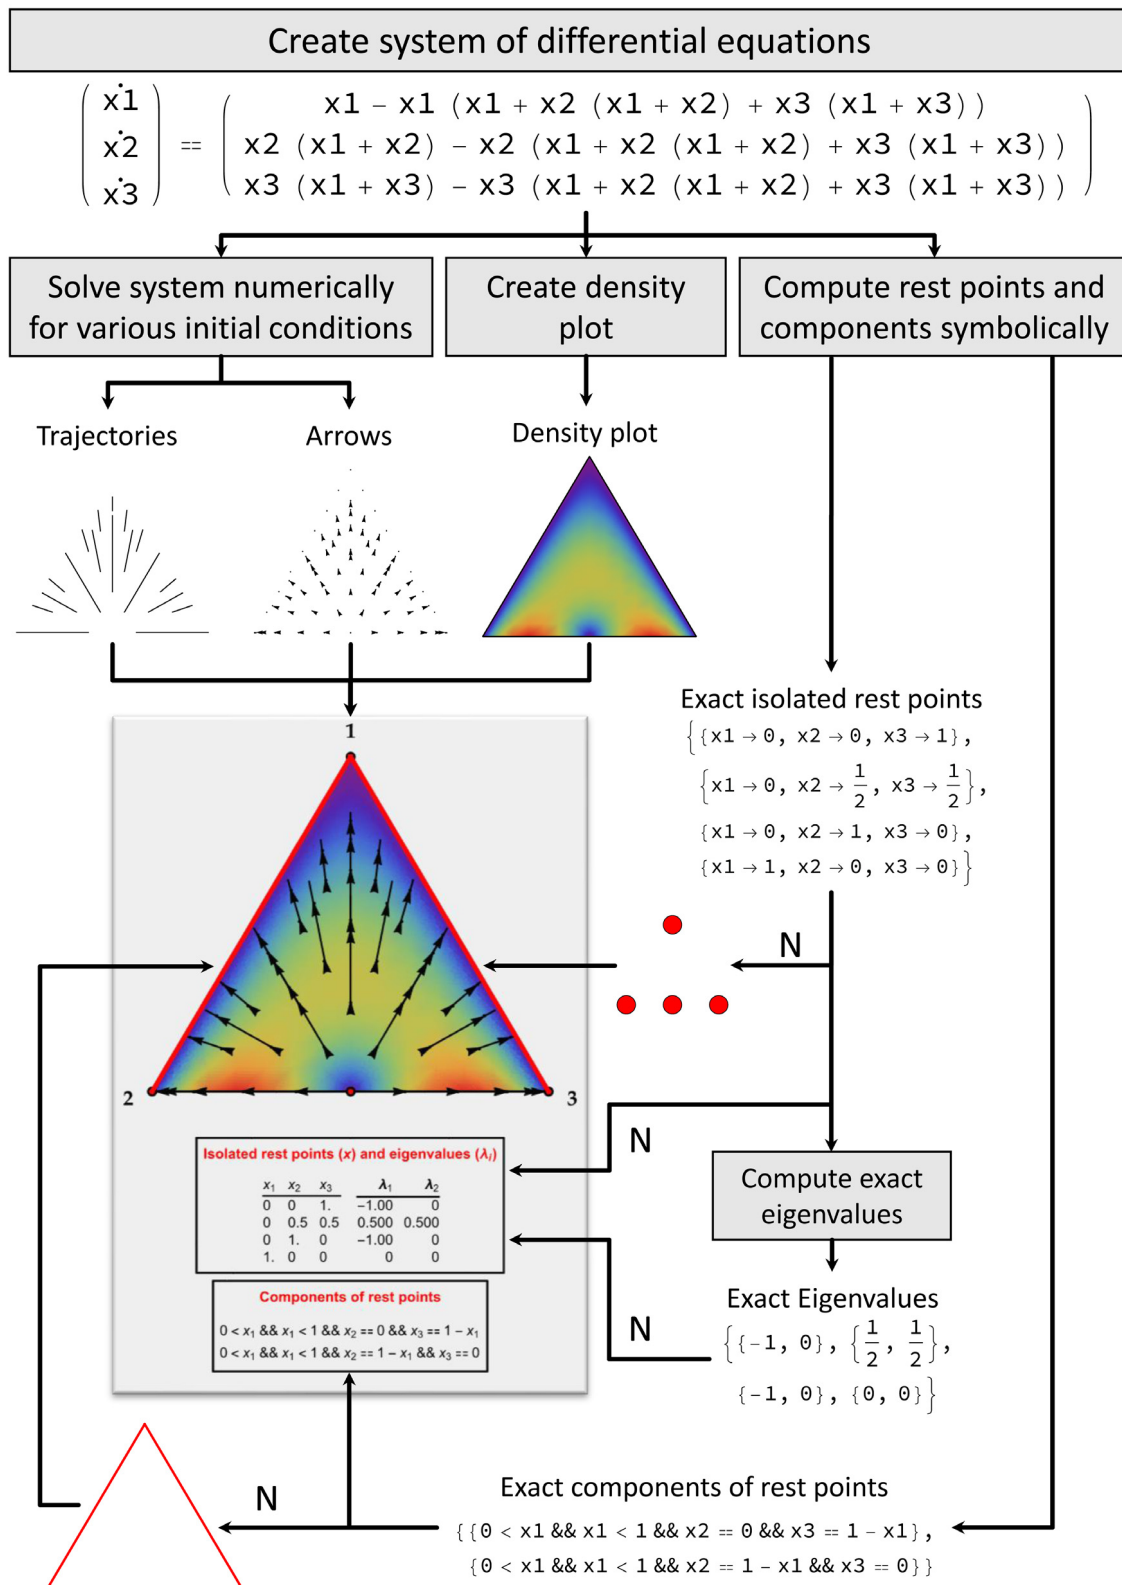 Create system of differential equations
ẋ1
ẋ2
ẋ3
==
x1 – x1 (x1 + x2 (x1 + x2) + x3 (x1 + x3))
x2 (x1 + x2) – x2 (x1 + x2 (x1 + x2) + x3 (x1 + x3))
x3 (x1 + x3) – x3 (x1 + x2 (x1 + x2) + x3 (x1 + x3))
Solve system numerically
for various initial conditions
Create density
plot
Compute rest points and
components symbolically
Trajectories
Arrows
Density plot
Exact isolated rest points
{{x1 → 0, x2 → 0, x3 → 1},
{x1 → 0, x2 → 1/2, x3 → 1/2},
{x1 → 0, x2 → 1, x3 → 0},
{x1 → 1, x2 → 0, x3 → 0}}
1
2
3
N
N
Isolated rest points (x) and eigenvalues (λi)
x1 x2 x3 λ1 λ2
0 0 1. −1.00 0
0 0.5 0.5 0.500 0.500
0 1. 0 −1.00 0
1. 0 0 0 0
Compute exact
eigenvalues
Components of rest points
0 < x1 && x1 < 1 && x2 == 0 && x3 == 1 − x1
0 < x1 && x1 < 1 && x2 == 1 − x1 && x3 == 0
Exact Eigenvalues
{{−1, 0}, {1/2, 1/2},
{−1, 0}, {0, 0}}
N
N
Exact components of rest points
{{0 < x1 && x1 < 1 && x2 == 0 && x3 == 1 − x1},
{0 < x1 && x1 < 1 && x2 == 1 − x1 && x3 == 0}}